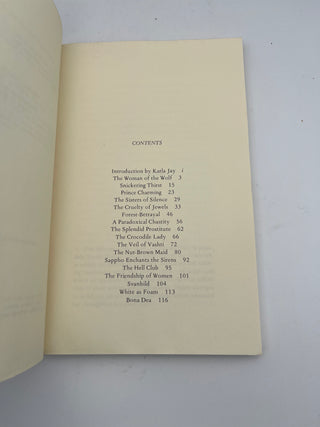 CONTENTS
Introduction by Karla Jay i
The Woman of the Wolf 3
Snickering Thirst 15
Prince Charming 23
The Sisters of Silence 29
The Cruelty of Jewels 33
Forest-Betrayal 46
A Paradoxical Chastity 56
The Splendid Prostitute 62
The Crocodile Lady 66
The Veil of Vashti 72
The Nut-Brown Maid 80
Sappho Enchants the Sirens 92
The Hell Club 95
The Friendship of Women 101
Svanhild 104
White as Foam 113
Bona Dea 116